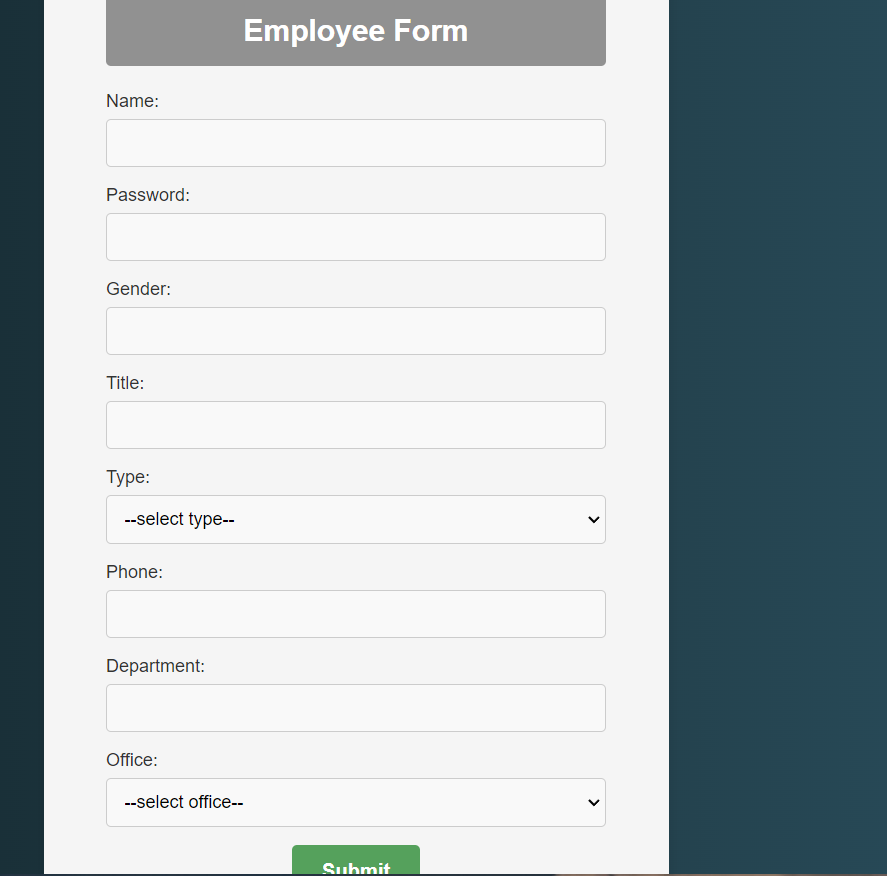 Employee Form
Name:
Password:
Gender:
Title:
Type:
--select type--
Phone:
Department:
Office:
--select office--
Submit